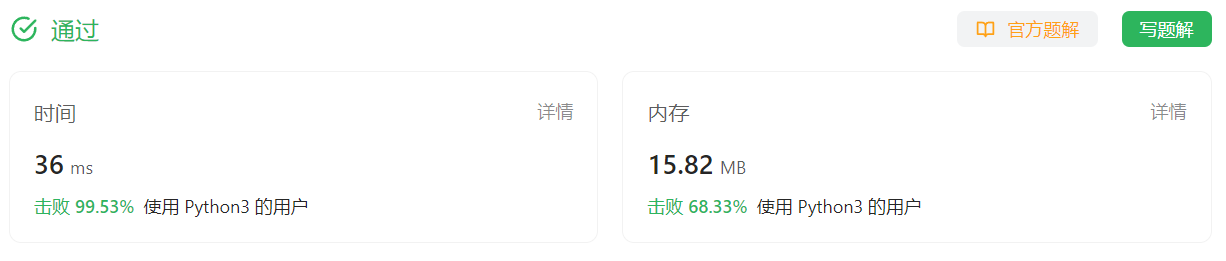 通过
官方题解
写题解
时间
详情
36 ms
击败 99.53% 使用 Python3 的用户
内存
详情
15.82 MB
击败 68.33% 使用 Python3 的用户